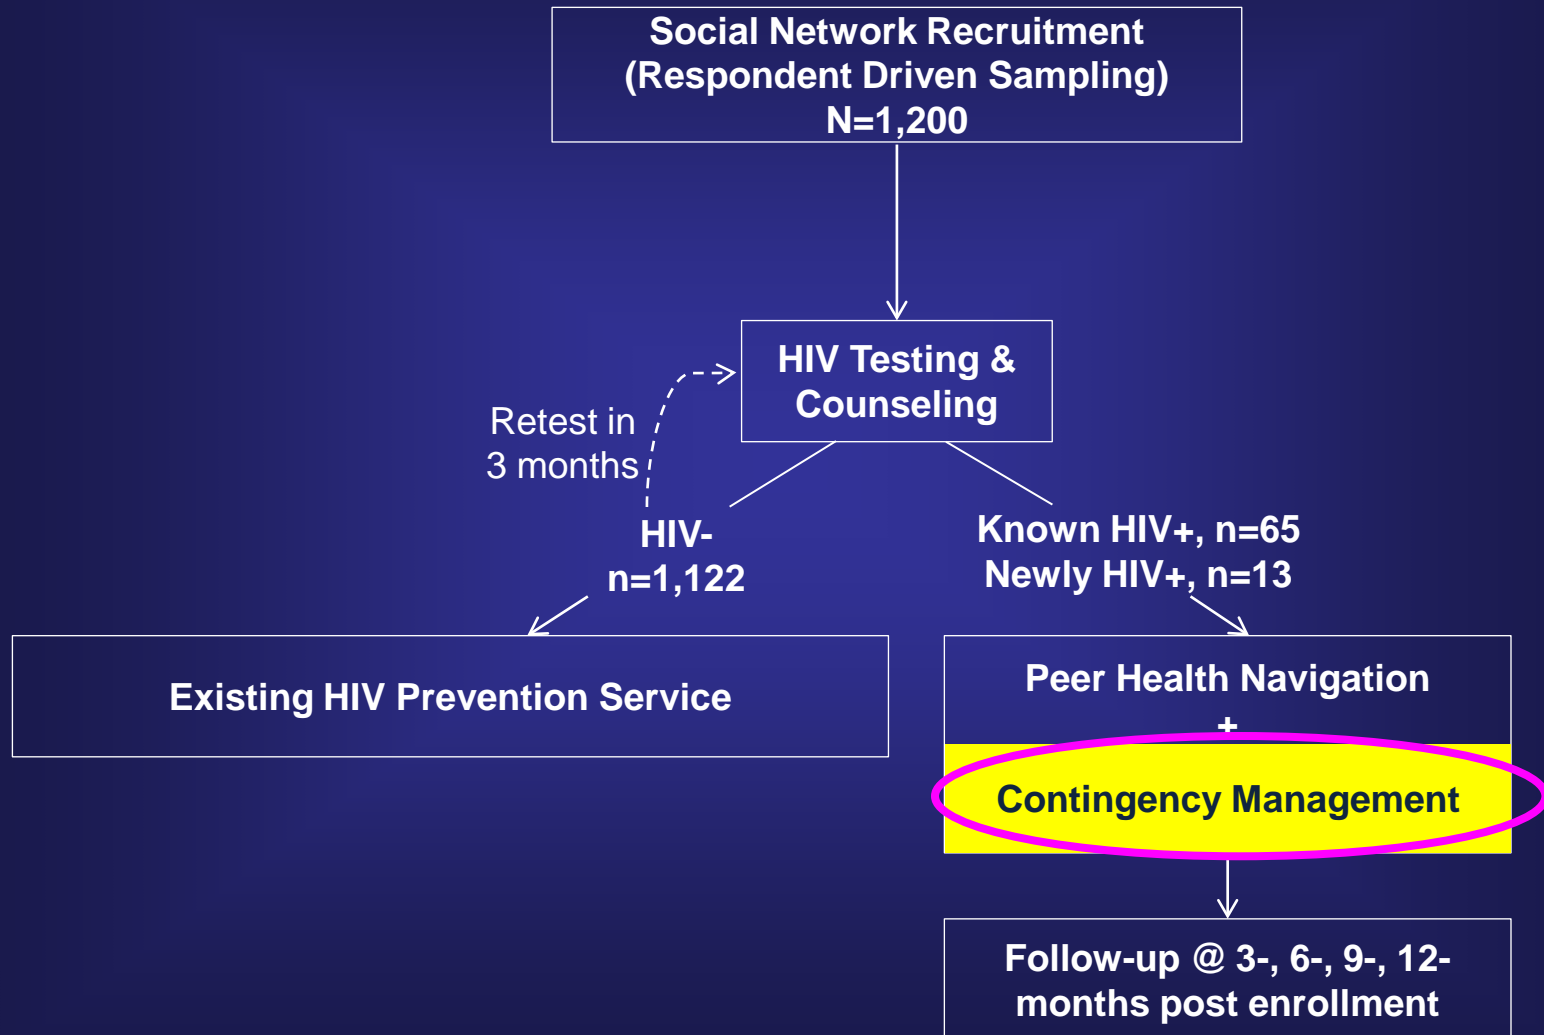 Social Network Recruitment
(Respondent Driven Sampling)
N=1,200
HIV Testing &
Counseling
Retest in
3 months
HIV-
n=1,122
Known HIV+, n=65
Newly HIV+, n=13
Existing HIV Prevention Service
Peer Health Navigation
+
Contingency Management
Follow-up @ 3-, 6-, 9-, 12-
months post enrollment